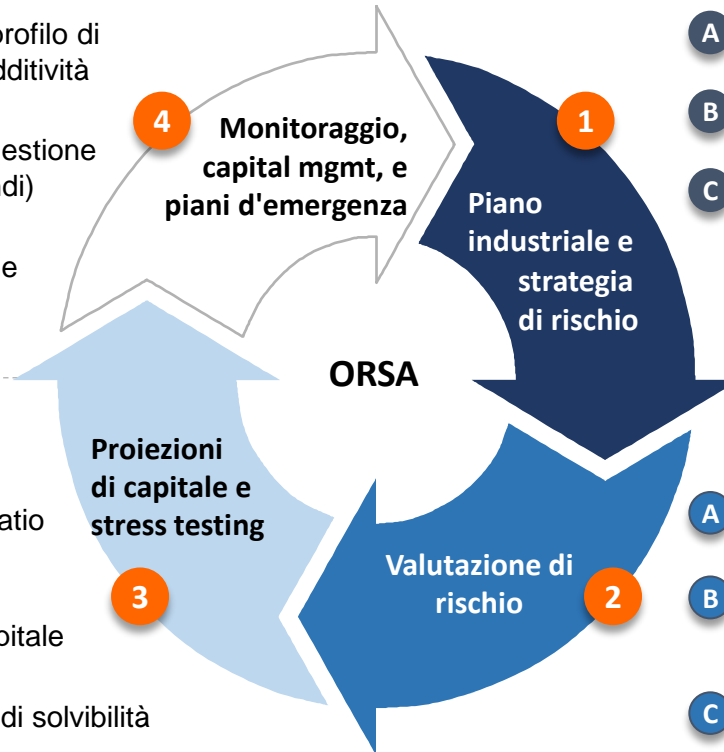 profilo di
dditività
estione
di)
e
4
Monitoraggio,
capital mgmt, e
piani d'emergenza
1
Piano
industriale e
strategia
di rischio
A
B
C
ORSA
Proiezioni
di capitale e
stress testing
3
atio
pitale
di solvibilità
Valutazione di
rischio
2
A
B
C